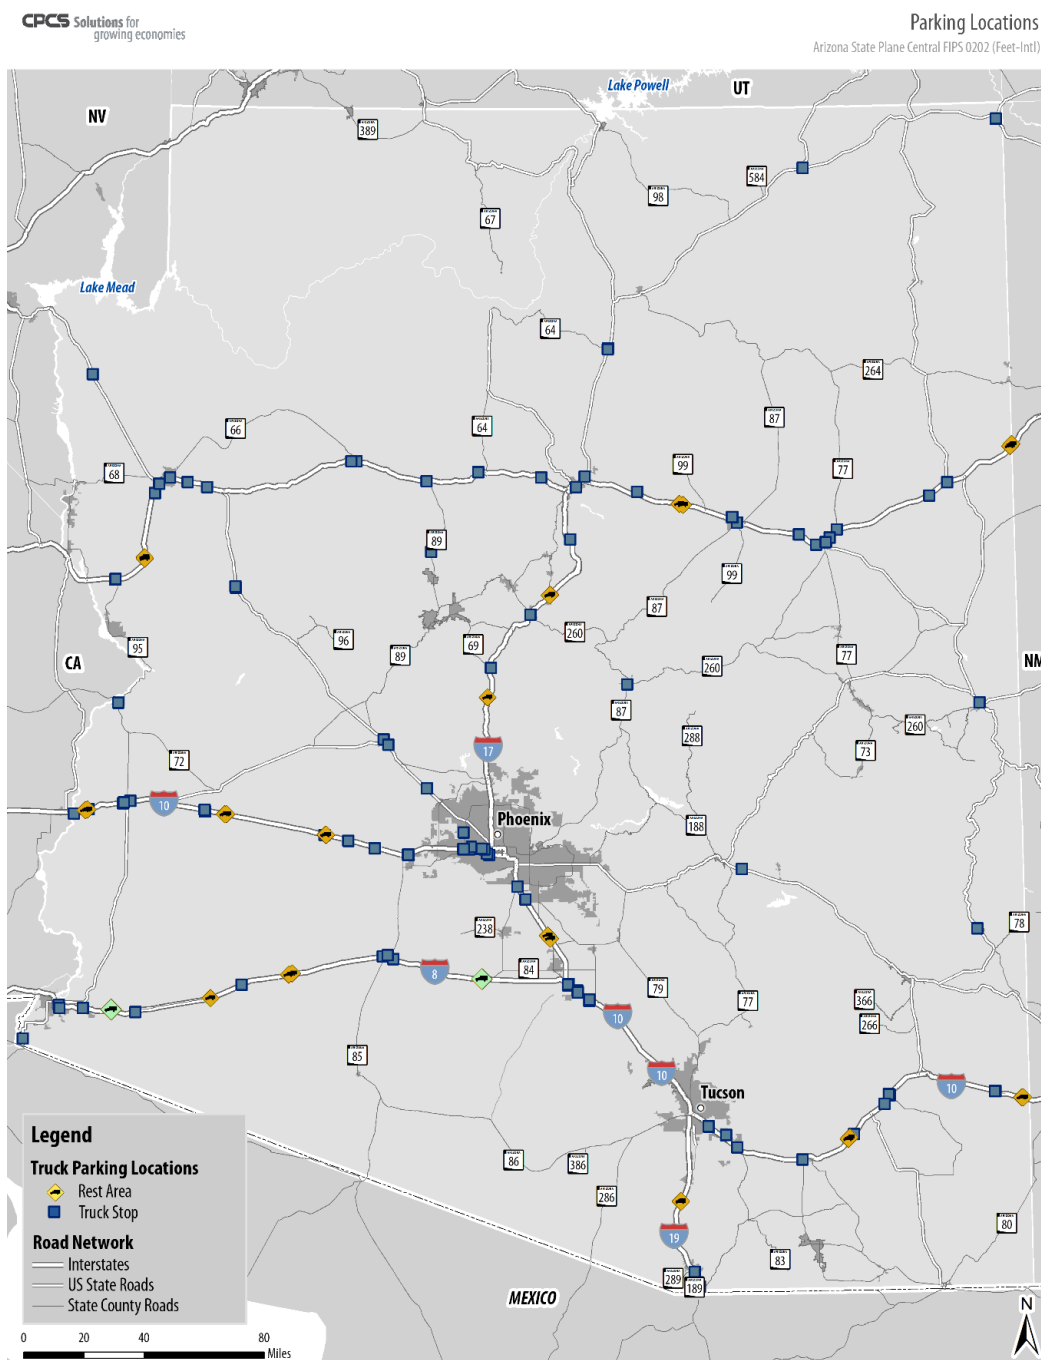 CPCS Solutions for
growing economies
Parking Locations
Arizona State Plane Central FIPS 0202 (Feet-Intl)
Lake Powell
UT
NV
389
584
98
67
Lake Mead
64
264
87
66
64
68
99
77
89
99
87
96
260
95
69
89
77
CA
260
NM
87
260
288
73
17
72
10
Phoenix
188
238
78
84
8
79
77
366
10
266
85
10
10
Tucson
Legend
Truck Parking Locations
Rest Area
Truck Stop
Road Network
Interstates
US State Roads
State County Roads
86
386
286
80
19
83
289
189
MEXICO
N
0 20 40 80
Miles